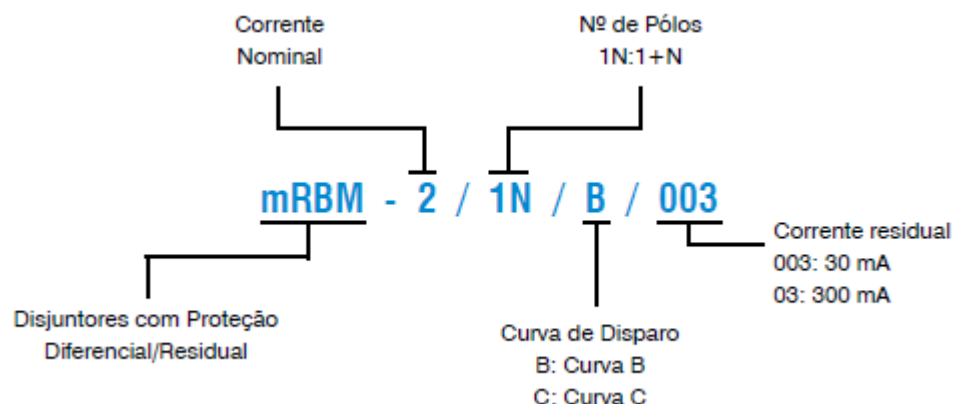 Corrente
Nominal
Nº de Pólos
1N:1+N
mRBM - 2 / 1N / B / 003
Corrente residual
003: 30 mA
03: 300 mA
Disjuntores com Proteção
Diferencial/Residual
Curva de Disparo
B: Curva B
C: Curva C